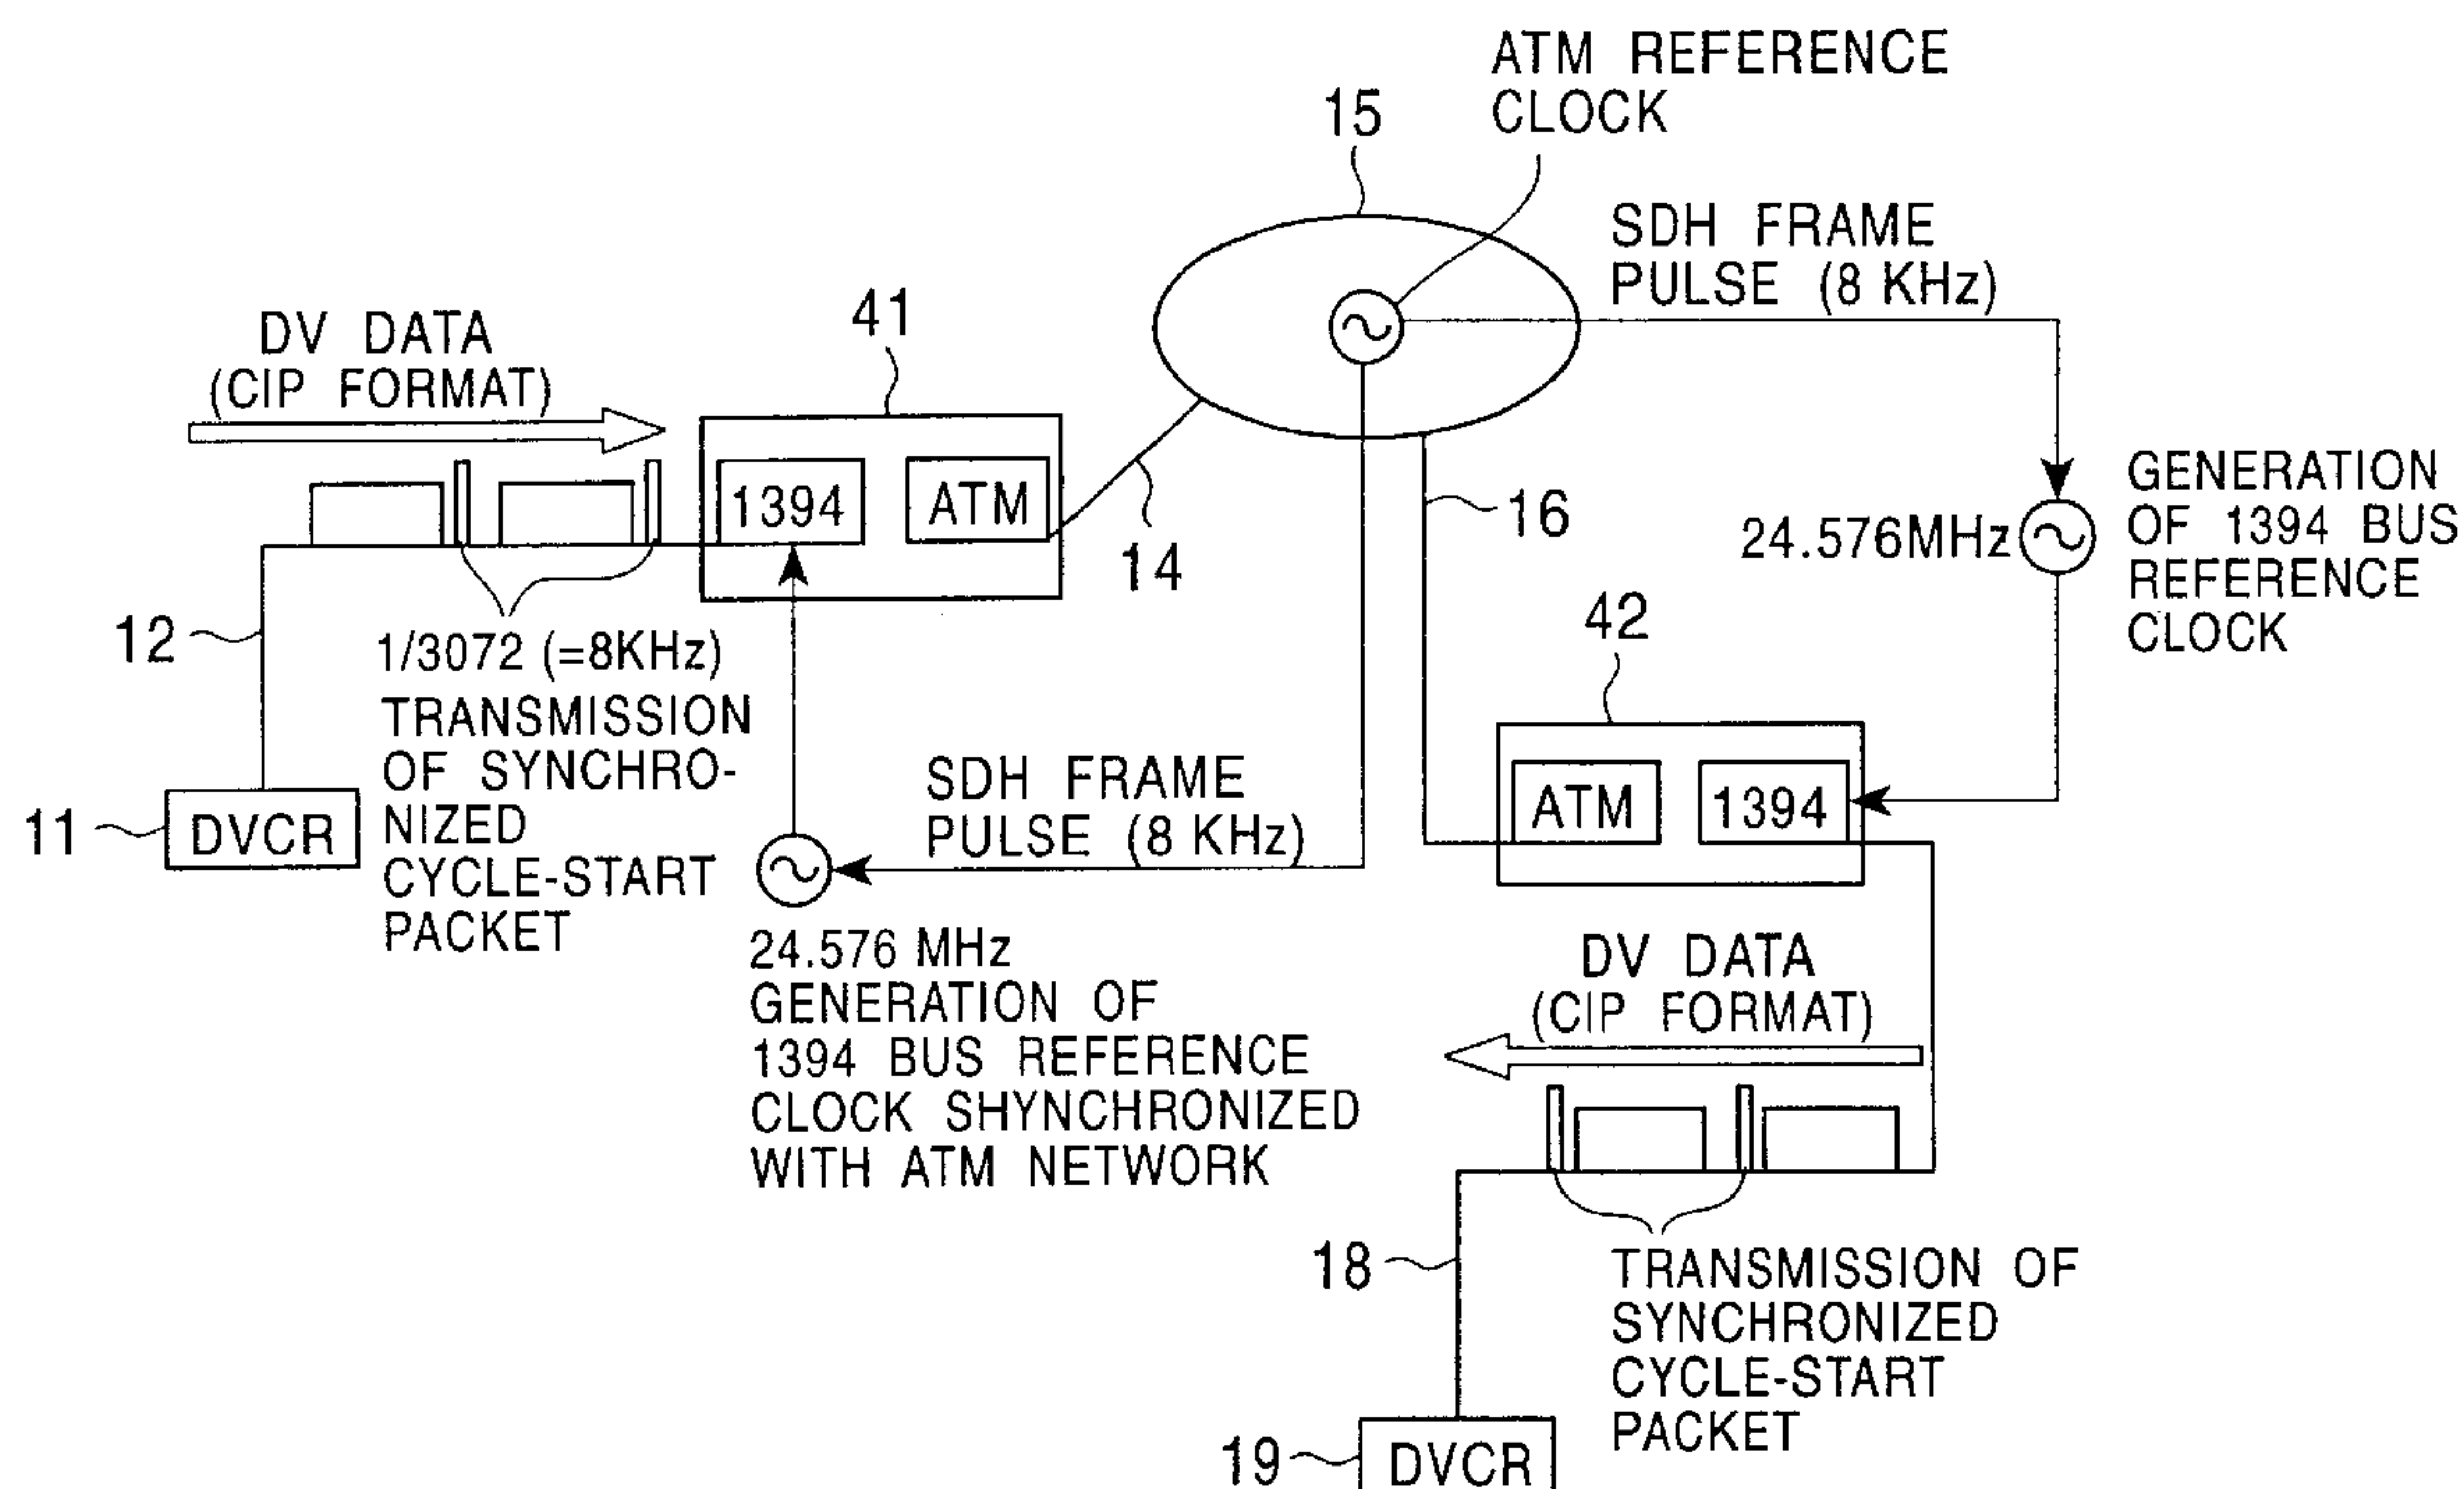 ATM REFERENCE
CLOCK
15
SDH FRAME
PULSE (8 KHz)
41
DV DATA
(CIP FORMAT)
1394
ATM
14
16
24.576MHz
GENERATION
OF 1394 BUS
REFERENCE
CLOCK
12
1/3072 (=8KHz)
TRANSMISSION
OF SYNCHRO-
NIZED
CYCLE-START
PACKET
42
ATM
1394
11
DVCR
SDH FRAME
PULSE (8 KHz)
24.576 MHz
GENERATION OF
1394 BUS REFERENCE
CLOCK SHYNCHRONIZED
WITH ATM NETWORK
DV DATA
(CIP FORMAT)
18
TRANSMISSION OF
SYNCHRONIZED
CYCLE-START
PACKET
19
DVCR